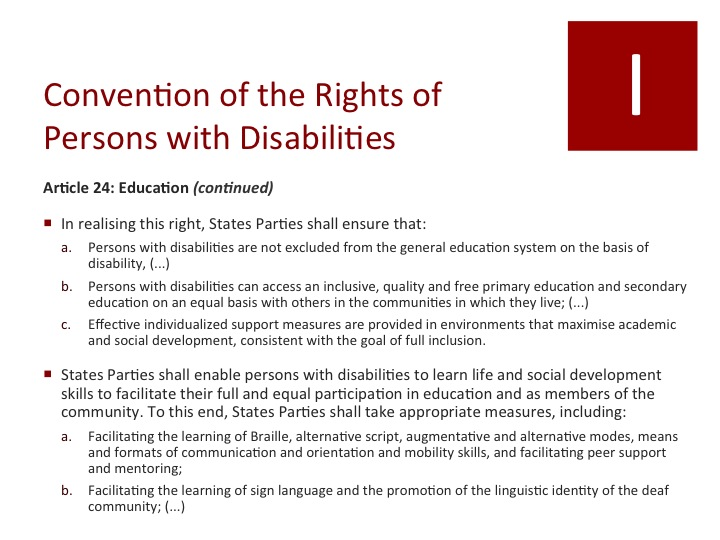 I
Convention of the Rights of
Persons with Disabilities
Article 24: Education (continued)
▪ In realising this right, States Parties shall ensure that:
a. Persons with disabilities are not excluded from the general education system on the basis of
disability, (...)
b. Persons with disabilities can access an inclusive, quality and free primary education and secondary
education on an equal basis with others in the communities in which they live; (...)
c. Effective individualized support measures are provided in environments that maximise academic
and social development, consistent with the goal of full inclusion.
▪ States Parties shall enable persons with disabilities to learn life and social development
skills to facilitate their full and equal participation in education and as members of the
community. To this end, States Parties shall take appropriate measures, including:
a. Facilitating the learning of Braille, alternative script, augmentative and alternative modes, means
and formats of communication and orientation and mobility skills, and facilitating peer support
and mentoring;
b. Facilitating the learning of sign language and the promotion of the linguistic identity of the deaf
community; (...)